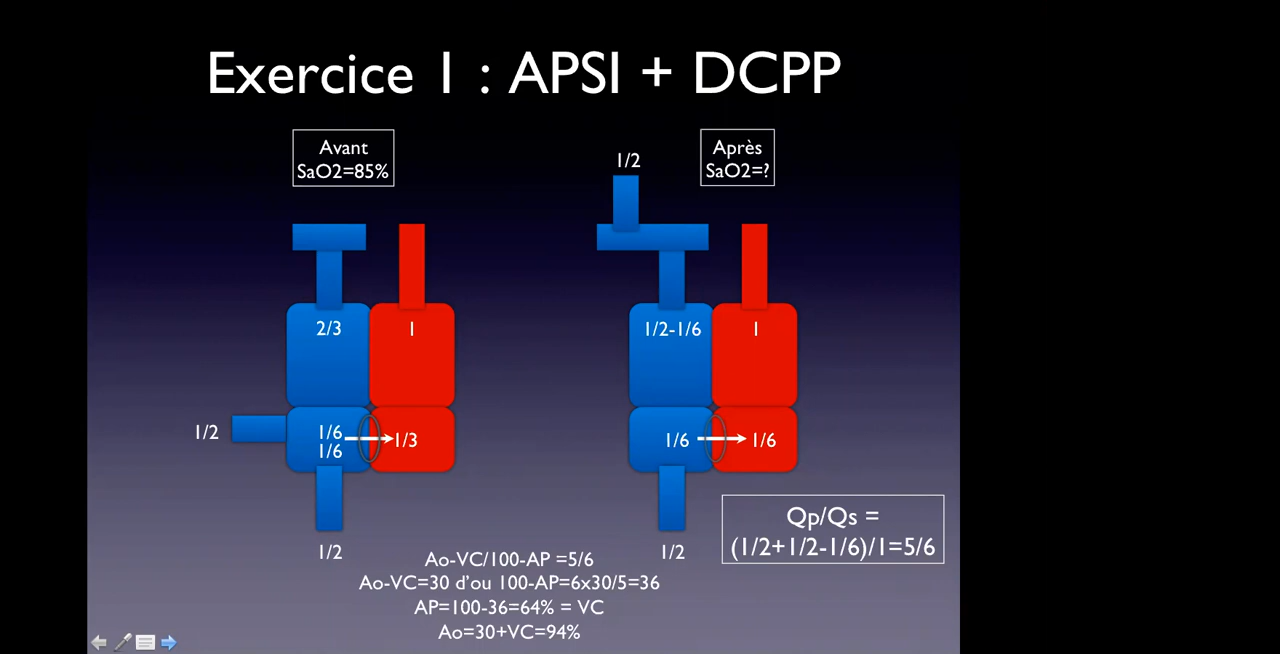 Exercice 1 : APSI + DCPP
Avant
SaO2=85%
2/3
1
1/2
1/6
1/6
1/3
1/2
Après
SaO2=?
1/2
1/2-1/6
1
1/6
1/6
1/2
Qp/Qs =
(1/2+1/2-1/6)/1=5/6
Ao-VC/100-AP =5/6
Ao-VC=30 d'ou 100-AP=6x30/5=36
AP=100-36=64% = VC
Ao=30+VC=94%